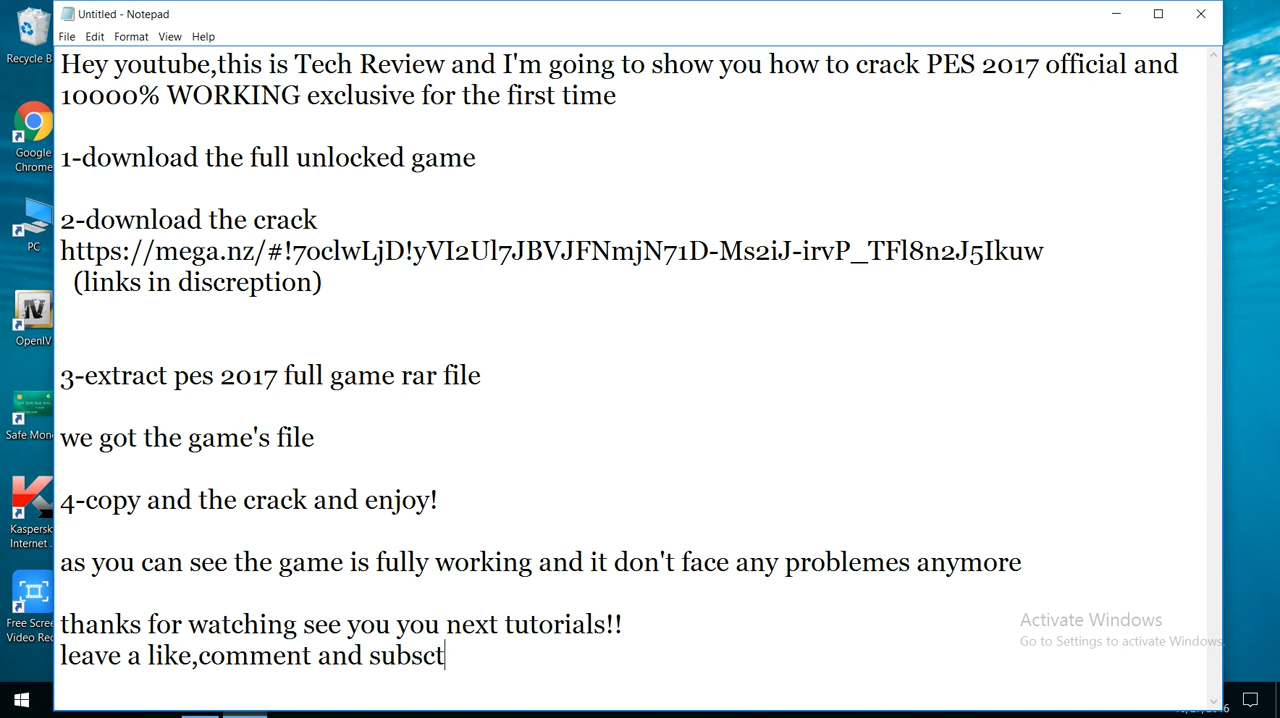 Untitled - Notepad
File Edit Format View Help
Recycle B
Google
Chrome
PC
OpenIV
Safe Mon
Kaspersk
Internet .
Free Scree
Video Rec
Hey youtube,this is Tech Review and I'm going to show you how to crack PES 2017 official and
10000% WORKING exclusive for the first time
1-download the full unlocked game
2-download the crack
https://mega.nz/#!7oclwLjD!yVI2Ul7JBVJFNmjN71D-Ms2iJ-irvP_TFl8n2J5Ikuw
(links in discreption)
3-extract pes 2017 full game rar file
we got the game's file
4-copy and the crack and enjoy!
as you can see the game is fully working and it don't face any problemes anymore
thanks for watching see you you next tutorials!!
leave a like,comment and subsct
Activate Windows
Go to Settings to activate Windows.